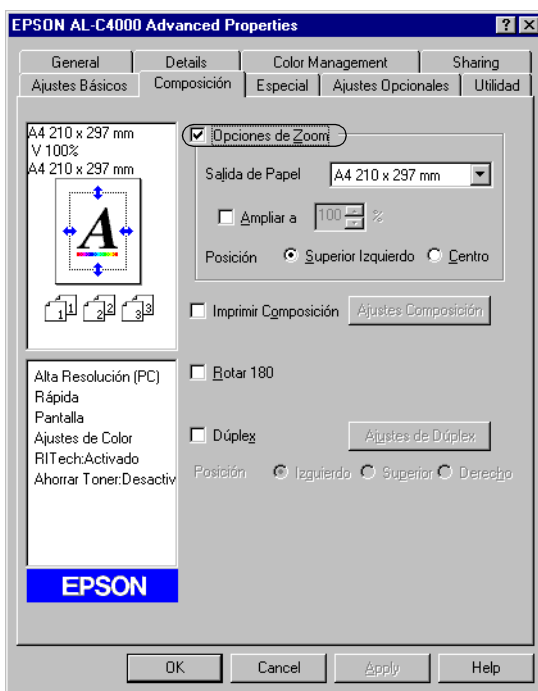 EPSON AL-C4000 Advanced Properties
General Details Color Management Sharing
Ajustes Básicos Composición Especial Ajustes Opcionales Utilidad
A4 210 x 297 mm
V 100%
A4 210 x 297 mm
A
1 2 3
Opciones de Zoom
Salida de Papel A4 210 x 297 mm
Ampliar a 100 %
Posición Superior Izquierdo Centro
Imprimir Composición Ajustes Composición
Rotar 180
Dúplex Ajustes de Dúplex
Posición Izquierdo Superior Derecho
Alta Resolución (PC)
Rápida
Pantalla
Ajustes de Color
RITech:Activado
Ahorrar Toner:Desactiv
EPSON
OK Cancel Apply Help